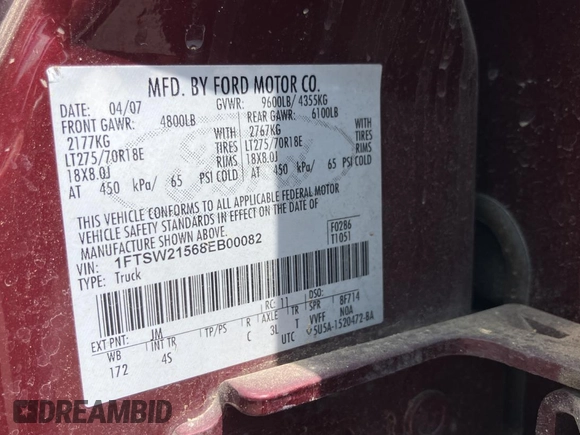 MFD. BY FORD MOTOR CO.
DATE: 04/07 GVWR: 9600LB/ 4355KG
FRONT GAWR: 4800LB REAR GAWR: 6100LB
2177KG WITH 2767KG WITH
LT275/70R18E TIRES LT275/70R18E TIRES
18X8.0J RIMS 18X8.0J RIMS
AT 450 kPa/ 65 PSI COLD AT 450 kPa/ 65 PSI COLD
THIS VEHICLE CONFORMS TO ALL APPLICABLE FEDERAL MOTOR
VEHICLE SAFETY STANDARDS IN EFFECT ON THE DATE OF
MANUFACTURE SHOWN ABOVE. F0286
VIN: 1FTSW21568EB00082 T1051
TYPE: Truck
EXT PNT: JM RC: 11 DSO:
WB INT TR TP/PS R AXLE TR SPR 8F714
172 4S C 3L T VVFF NOA
UTC 5U5A-1520472-BA
DREAMBID